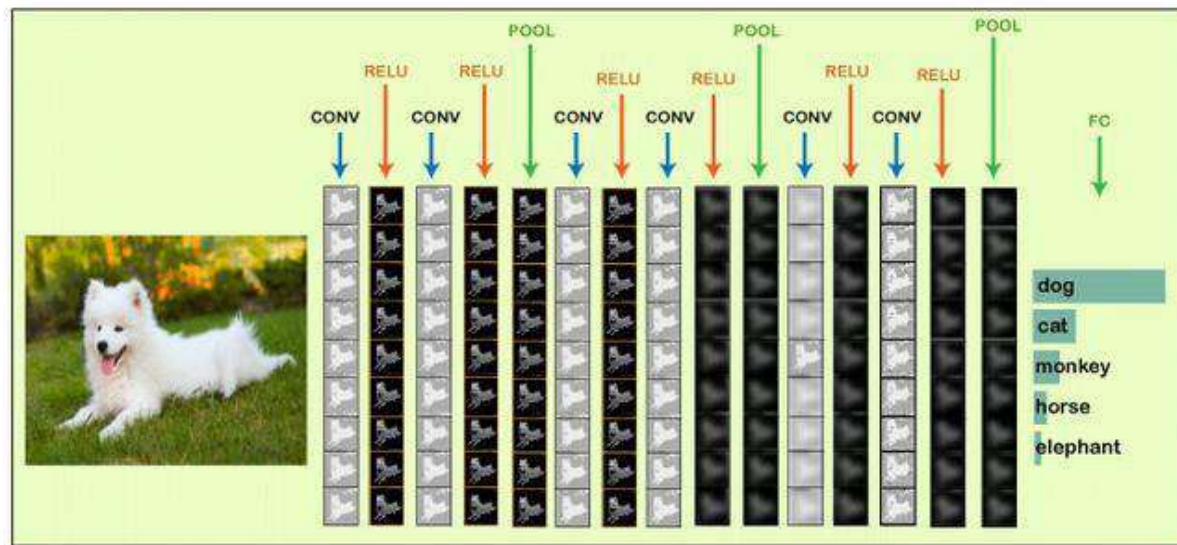 POOL POOL POOL
RELU RELU RELU RELU RELU RELU
CONV CONV CONV CONV CONV CONV FC
dog
cat
monkey
horse
elephant